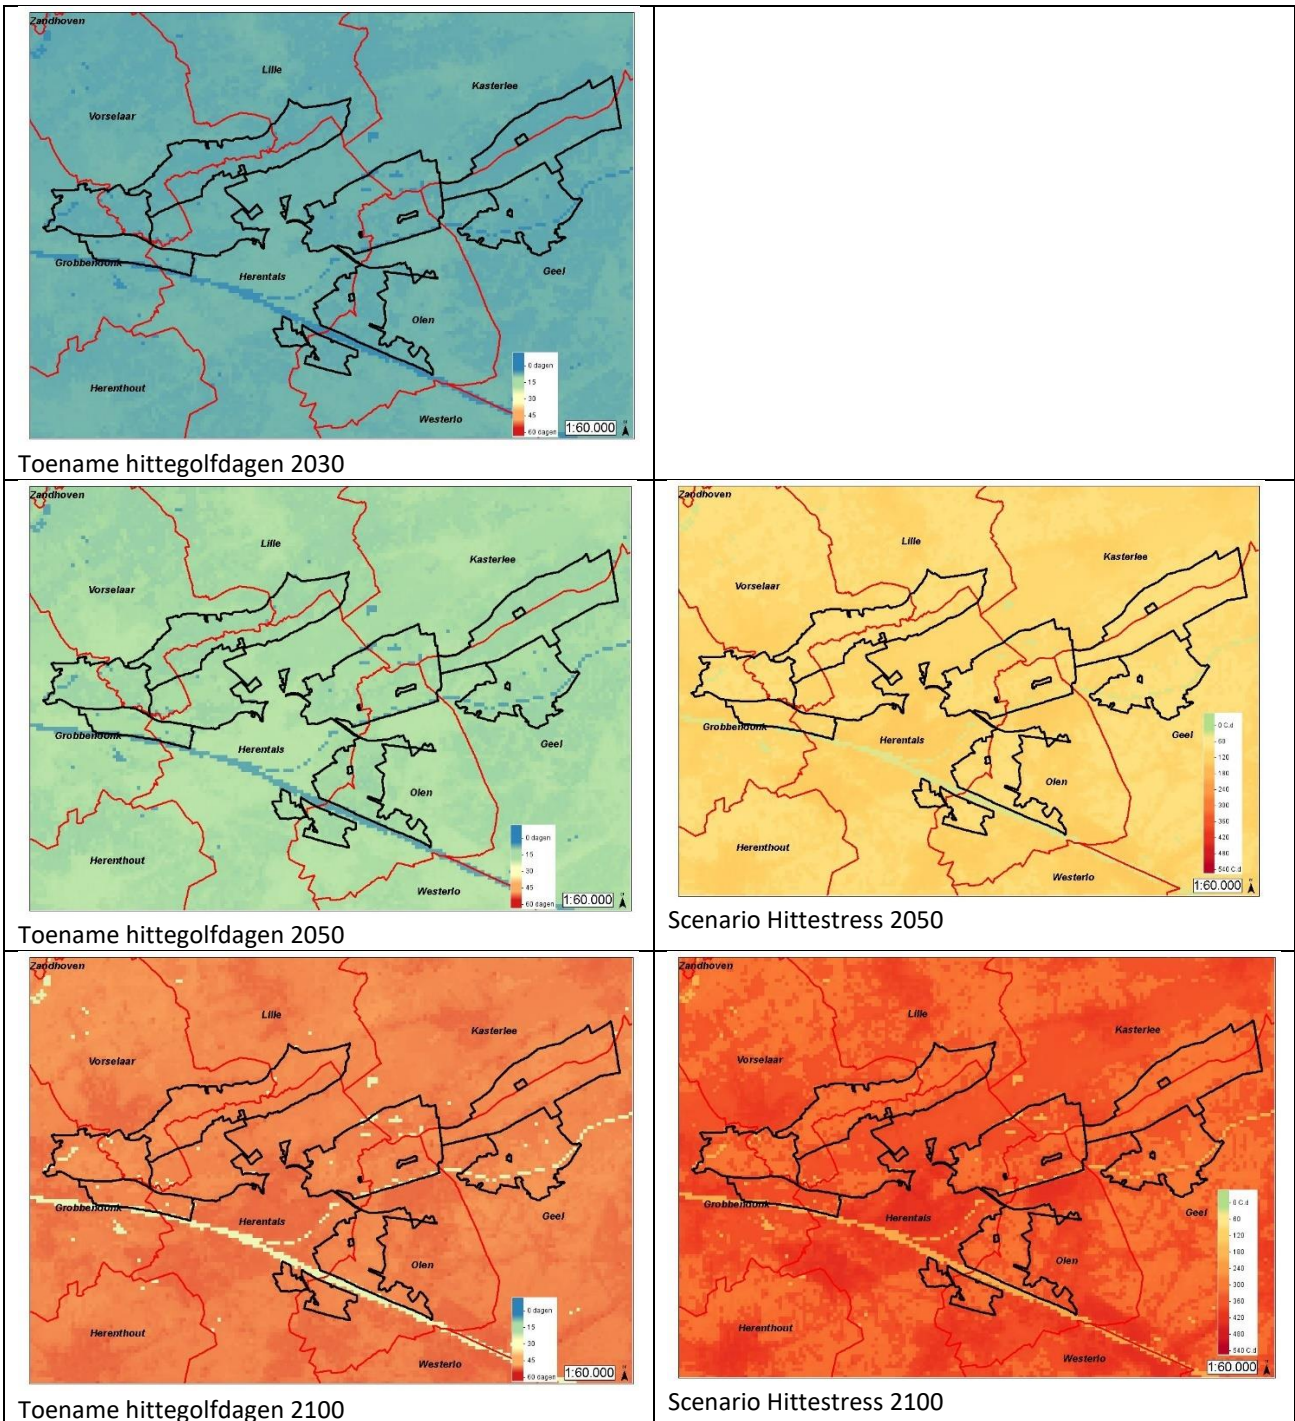 Zandhoven
Lille
Kasterlee
Vorselaar
Grobbendonk
Herentals
Geel
Olen
Herenthout
Westerlo
0 dagen
15
30
45
60 dagen
1:60.000
Toename hittegolfdagen 2030
Zandhoven
Lille
Kasterlee
Vorselaar
Grobbendonk
Herentals
Geel
Olen
Herenthout
Westerlo
0 dagen
15
30
45
60 dagen
1:60.000
Toename hittegolfdagen 2050
Zandhoven
Lille
Kasterlee
Vorselaar
Grobbendonk
Herentals
Geel
Olen
Herenthout
Westerlo
0 C.d
60
120
180
240
300
360
420
480
540 C.d
1:60.000
Scenario Hittestress 2050
Zandhoven
Lille
Kasterlee
Vorselaar
Grobbendonk
Herentals
Geel
Olen
Herenthout
Westerlo
0 dagen
15
30
45
60 dagen
1:60.000
Toename hittegolfdagen 2100
Zandhoven
Lille
Kasterlee
Vorselaar
Grobbendonk
Herentals
Geel
Olen
Herenthout
Westerlo
0 C.d
60
120
240
300
360
420
480
540 C.d
1:60.000
Scenario Hittestress 2100